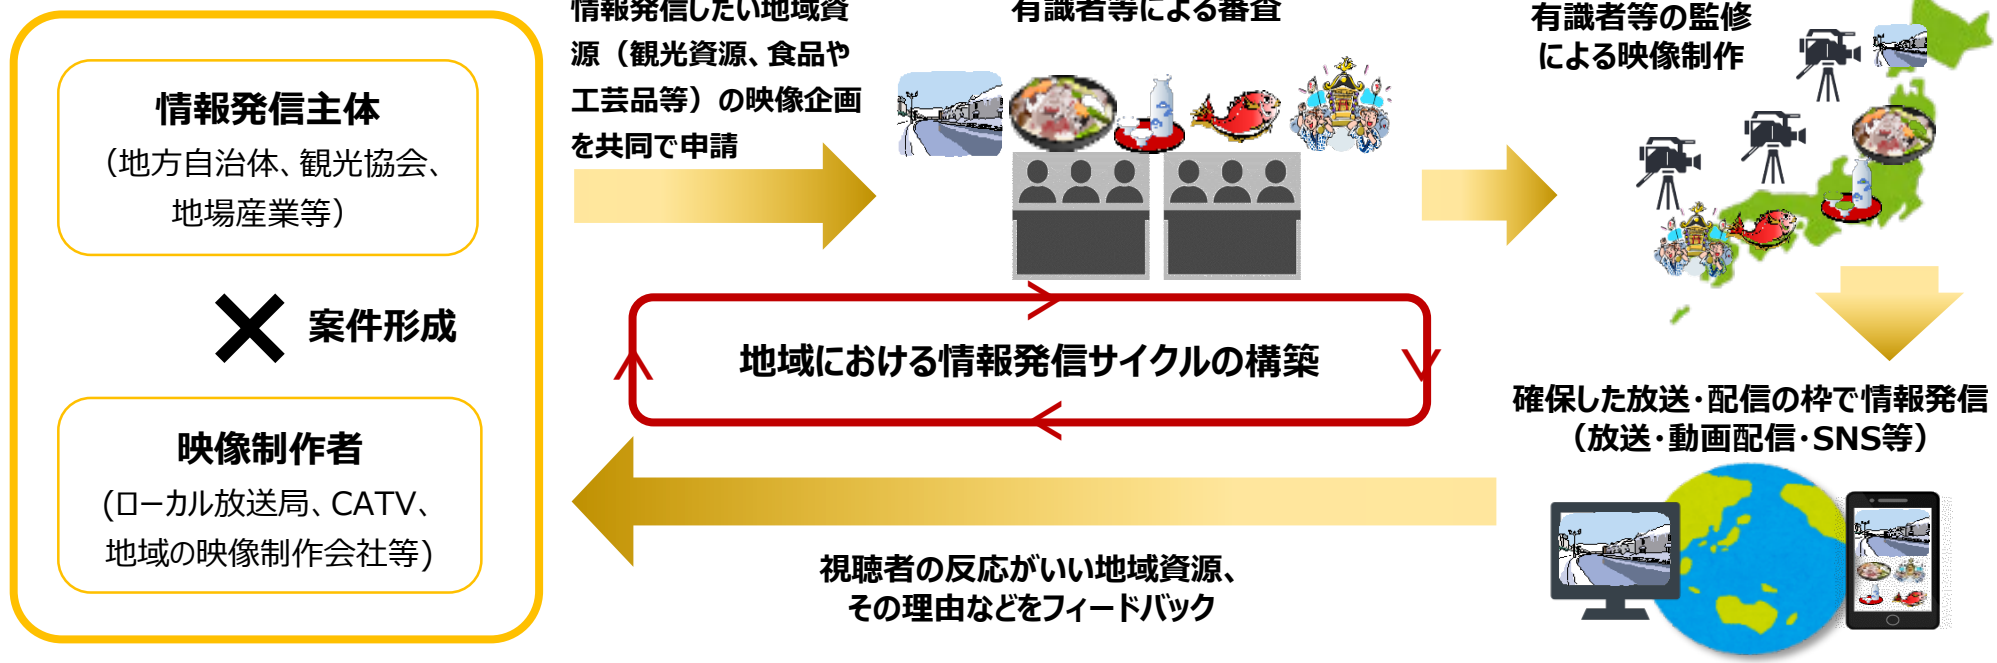 情報発信主体
（地方自治体、観光協会、
地場産業等）
案件形成
映像制作者
(ローカル放送局、CATV、
地域の映像制作会社等)
情報発信したい地域資
源（観光資源、食品や
工芸品等）の映像企画
を共同で申請
有識者等による審査
有識者等の監修
による映像制作
地域における情報発信サイクルの構築
確保した放送・配信の枠で情報発信
（放送・動画配信・SNS等）
視聴者の反応がいい地域資源、
その理由などをフィードバック